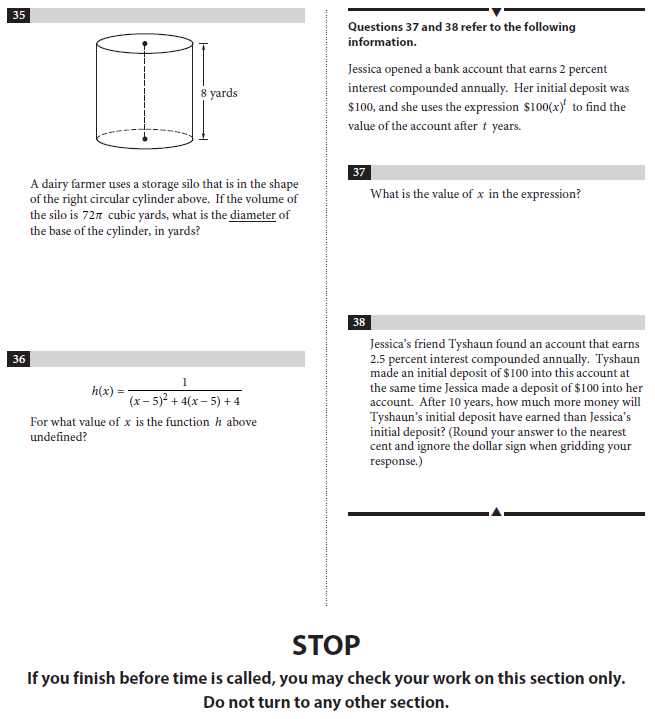 35
8 yards
A dairy farmer uses a storage silo that is in the shape
of the right circular cylinder above. If the volume of
the silo is 72π cubic yards, what is the diameter of
the base of the cylinder, in yards?
36
h(x) = 1 / (x − 5)² + 4(x − 5) + 4
For what value of x is the function h above
undefined?
Questions 37 and 38 refer to the following
information.
Jessica opened a bank account that earns 2 percent
interest compounded annually. Her initial deposit was
$100, and she uses the expression $100(x)ᵗ to find the
value of the account after t years.
37
What is the value of x in the expression?
38
Jessica’s friend Tyshaun found an account that earns
2.5 percent interest compounded annually. Tyshaun
made an initial deposit of $100 into this account at
the same time Jessica made a deposit of $100 into her
account. After 10 years, how much more money will
Tyshaun’s initial deposit have earned than Jessica’s
initial deposit? (Round your answer to the nearest
cent and ignore the dollar sign when gridding your
response.)
STOP
If you finish before time is called, you may check your work on this section only.
Do not turn to any other section.